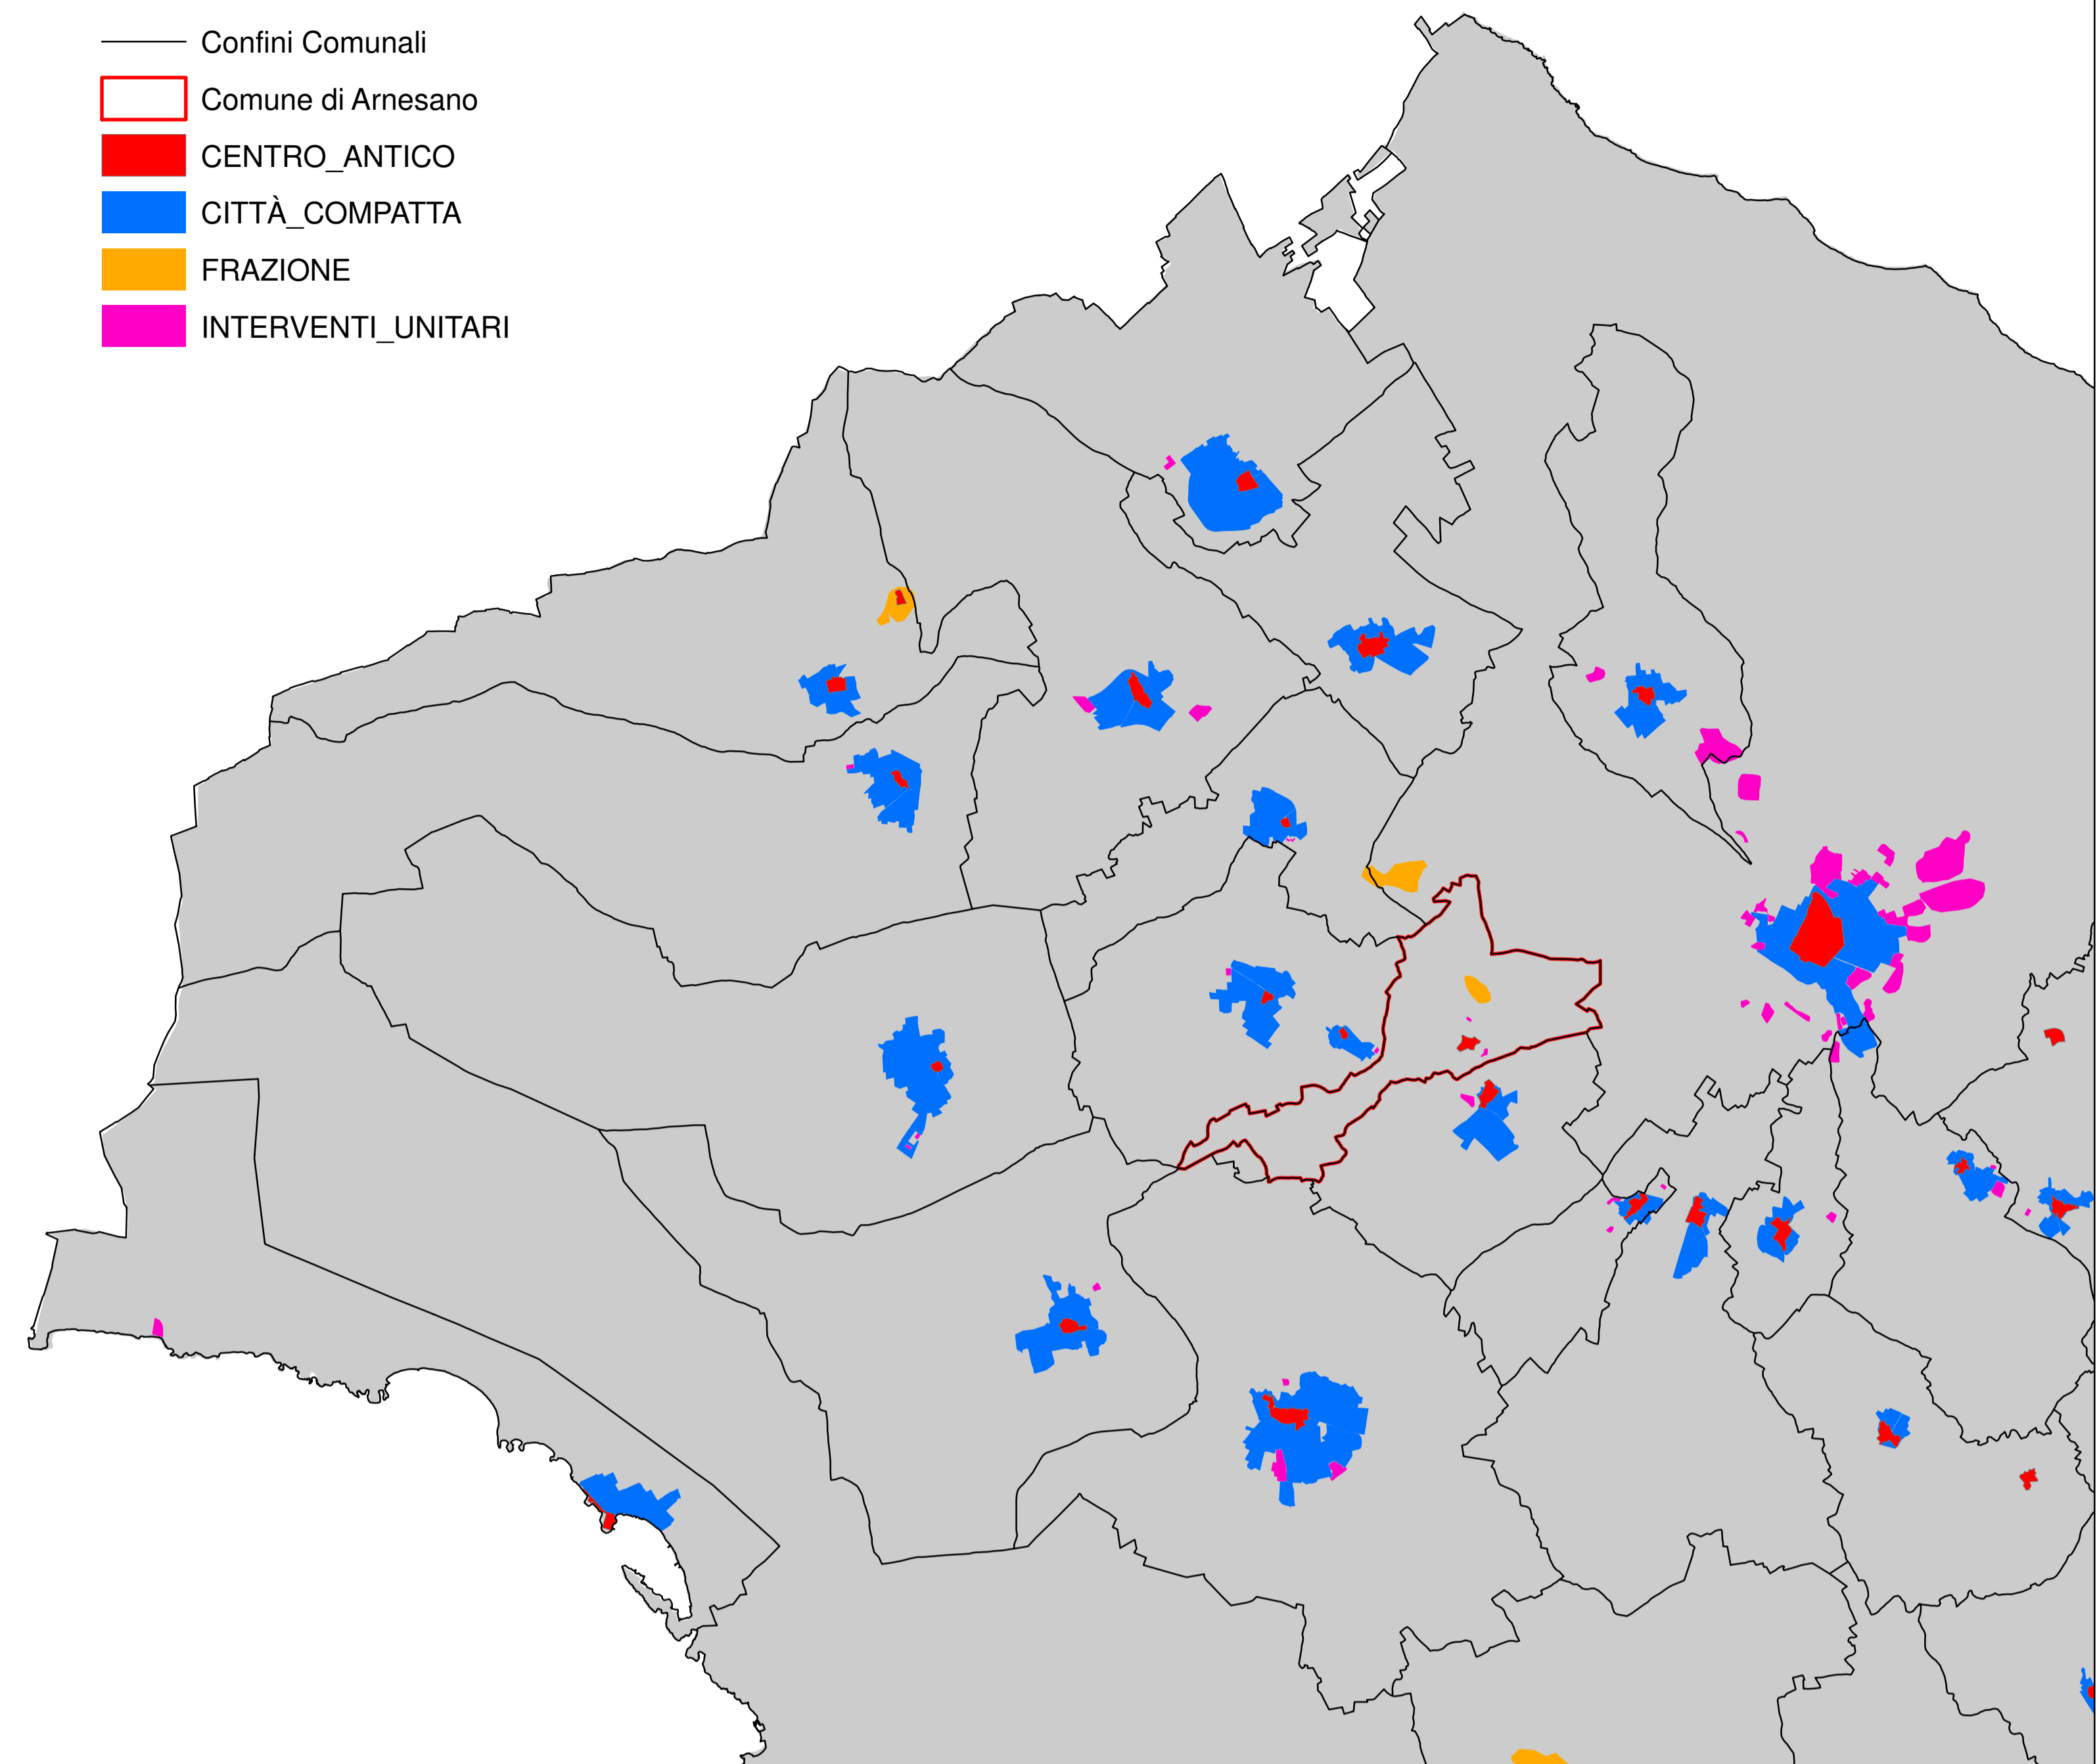 Confini Comunali
Comune di Arnesano
CENTRO_ANTICO
CITTÀ_COMPATTA
FRAZIONE
INTERVENTI_UNITARI